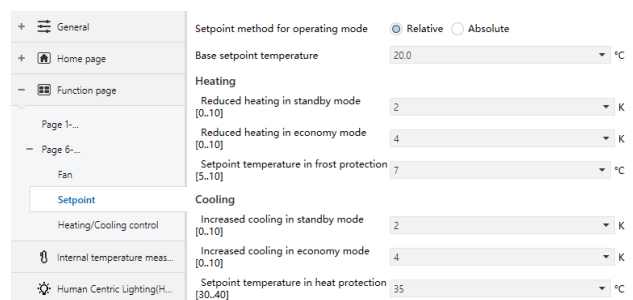 + General
+ Home page
− Function page
Page 1-...
− Page 6-...
Fan
Setpoint
Heating/Cooling control
Internal temperature meas...
Human Centric Lighting(H...
Setpoint method for operating mode Relative Absolute
Base setpoint temperature 20.0 °C
Heating
Reduced heating in standby mode
[0..10] 2 K
Reduced heating in economy mode
[0..10] 4 K
Setpoint temperature in frost protection
[5..10] 7 °C
Cooling
Increased cooling in standby mode
[0..10] 2 K
Increased cooling in economy mode
[0..10] 4 K
Setpoint temperature in heat protection
[30..40] 35 °C